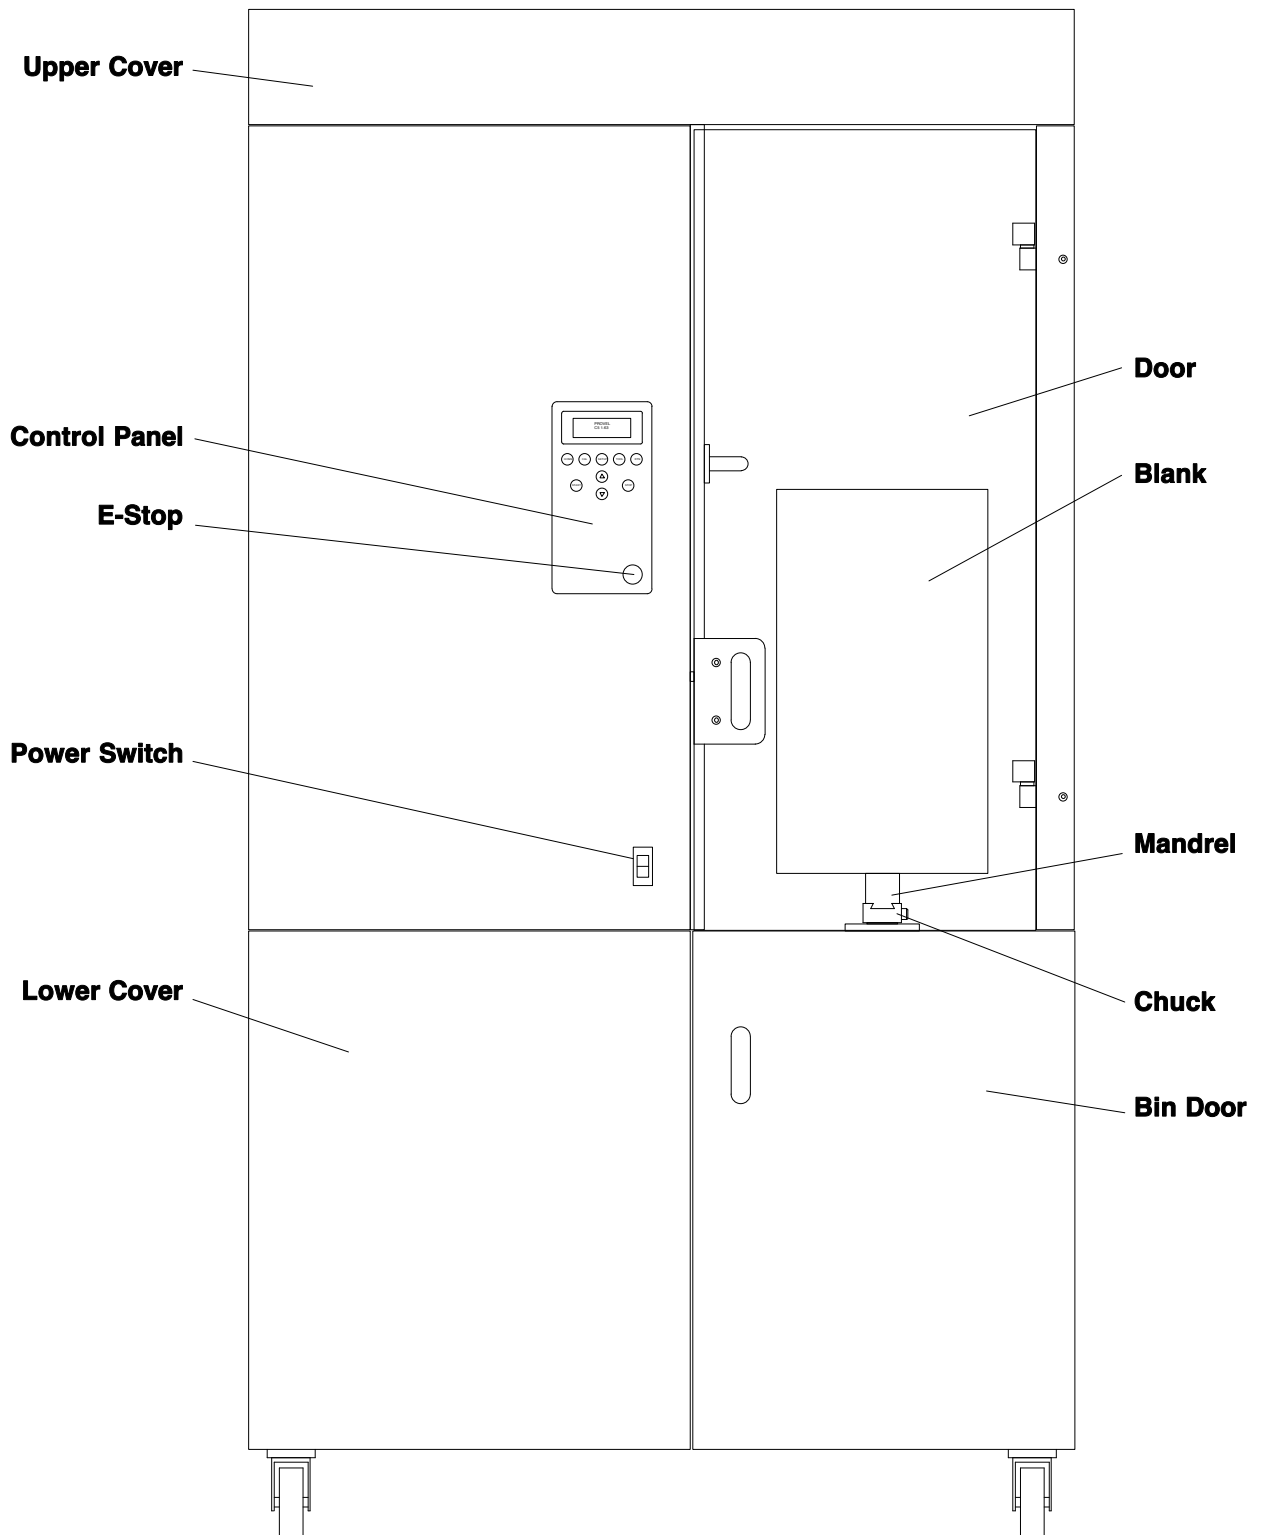 Upper Cover
Door
Control Panel
Blank
E-Stop
Power Switch
Mandrel
Lower Cover
Chuck
Bin Door